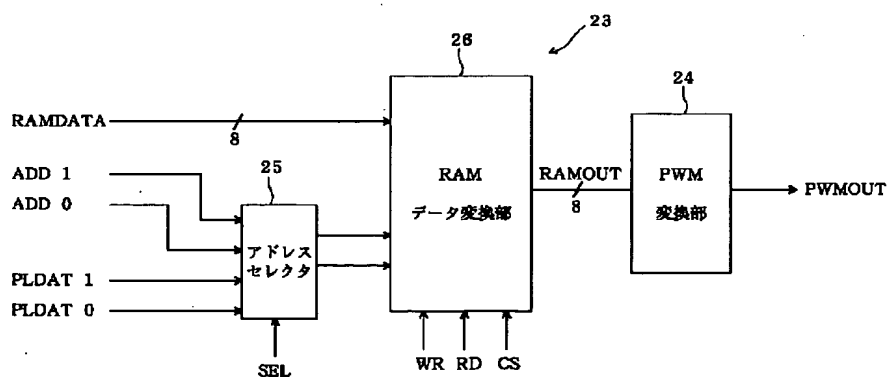 23
26
24
RAMDATA
8
ADD 1
ADD 0
25
アドレス
セレクタ
PLDAT 1
PLDAT 0
SEL
RAM
データ変換部
WR RD CS
RAMOUT
8
PWM
変換部
PWMOUT